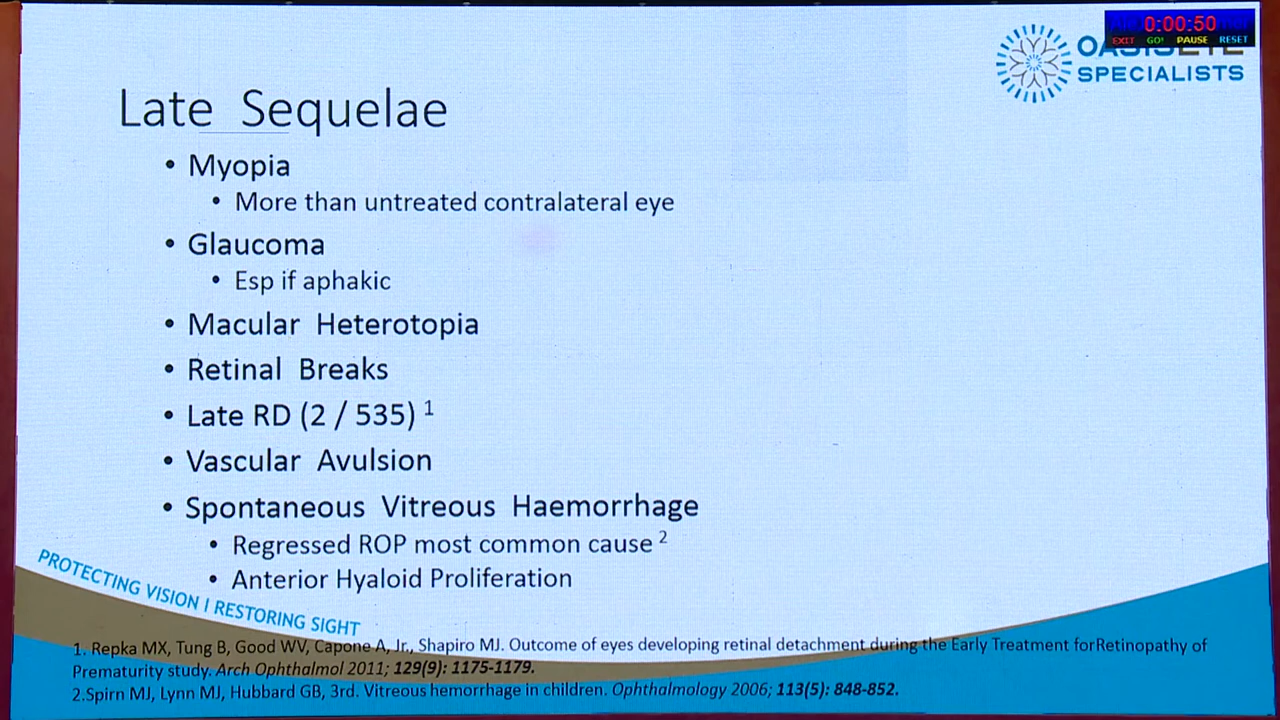 0:00:50
EXIT GO! PAUSE RESET
OASIS EYE
SPECIALISTS
Late Sequelae
• Myopia
• More than untreated contralateral eye
• Glaucoma
• Esp if aphakic
• Macular Heterotopia
• Retinal Breaks
• Late RD (2 / 535) 1
• Vascular Avulsion
• Spontaneous Vitreous Haemorrhage
• Regressed ROP most common cause 2
• Anterior Hyaloid Proliferation
PROTECTING VISION I RESTORING SIGHT
1. Repka MX, Tung B, Good WV, Capone A, Jr., Shapiro MJ. Outcome of eyes developing retinal detachment during the Early Treatment forRetinopathy of
Prematurity study. Arch Ophthalmol 2011; 129(9): 1175-1179.
2.Spirn MJ, Lynn MJ, Hubbard GB, 3rd. Vitreous hemorrhage in children. Ophthalmology 2006; 113(5): 848-852.